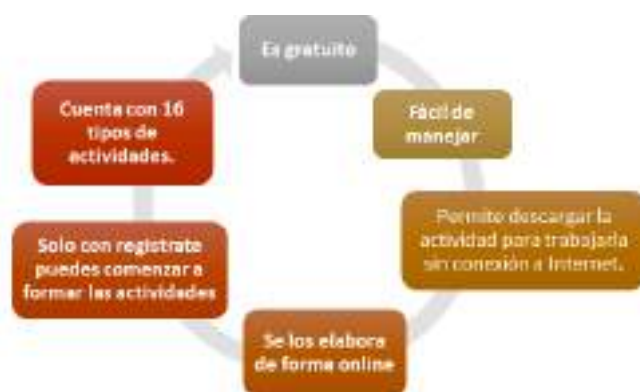 Es gratuito
Fácil de
manejar
Permite descargar la
actividad para trabajarla
sin conexión a Internet.
Se los elabora
de forma online
Solo con registrate
puedes comenzar a
formar las actividades
Cuenta con 16
tipos de
actividades.